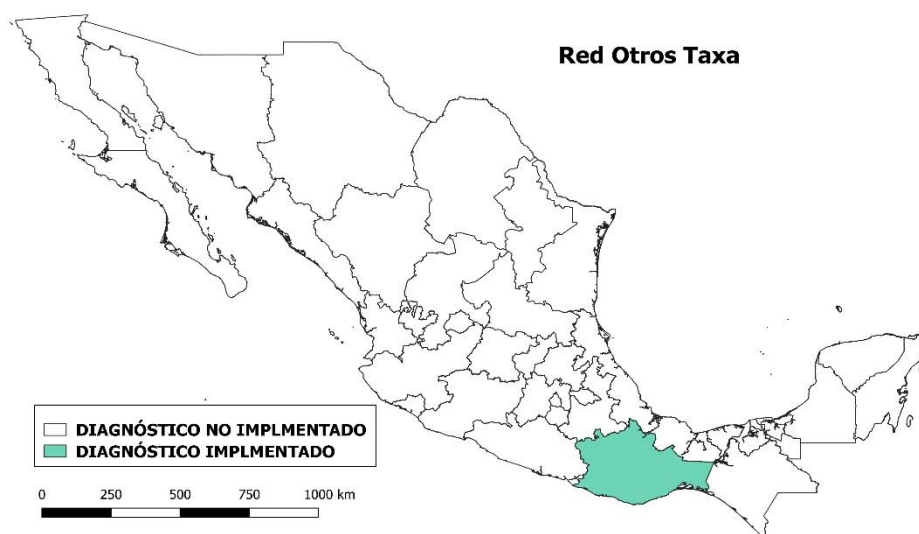 Red Otros Taxa
DIAGNÓSTICO NO IMPLMENTADO
DIAGNÓSTICO IMPLMENTADO
0 250 500 750 1000 km